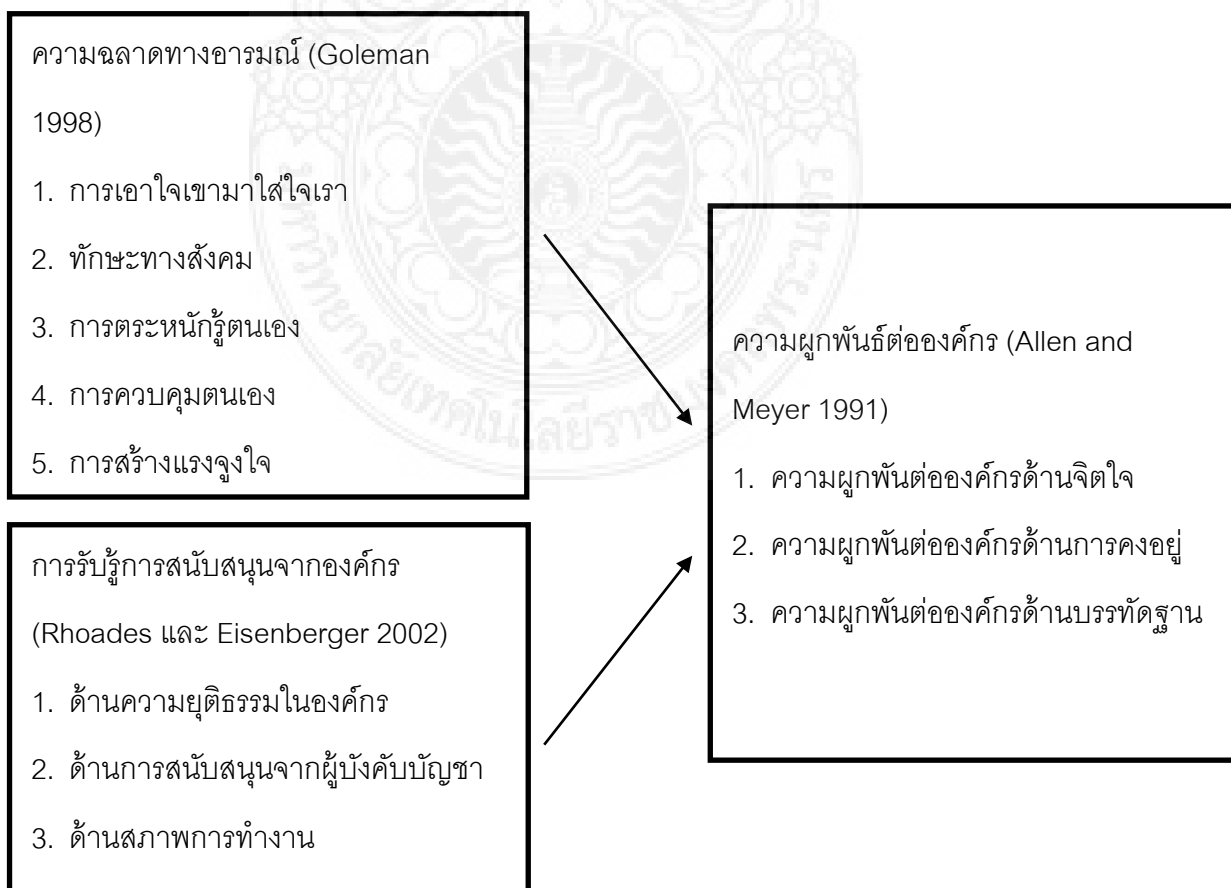 ความฉลาดทางอารมณ์ (Goleman
1998)
1. การเอาใจเขามาใส่ใจเรา
2. ทักษะทางสังคม
3. การตระหนักรู้ตนเอง
4. การควบคุมตนเอง
5. การสร้างแรงจูงใจ
การรับรู้การสนับสนุนจากองค์กร
(Rhoades และ Eisenberger 2002)
1. ด้านความยุติธรรมในองค์กร
2. ด้านการสนับสนุนจากผู้บังคับบัญชา
3. ด้านสภาพการทำงาน
ความผูกพันธ์ต่อองค์กร (Allen and
Meyer 1991)
1. ความผูกพันต่อองค์กรด้านจิตใจ
2. ความผูกพันต่อองค์กรด้านการคงอยู่
3. ความผูกพันต่อองค์กรด้านบรรทัดฐาน